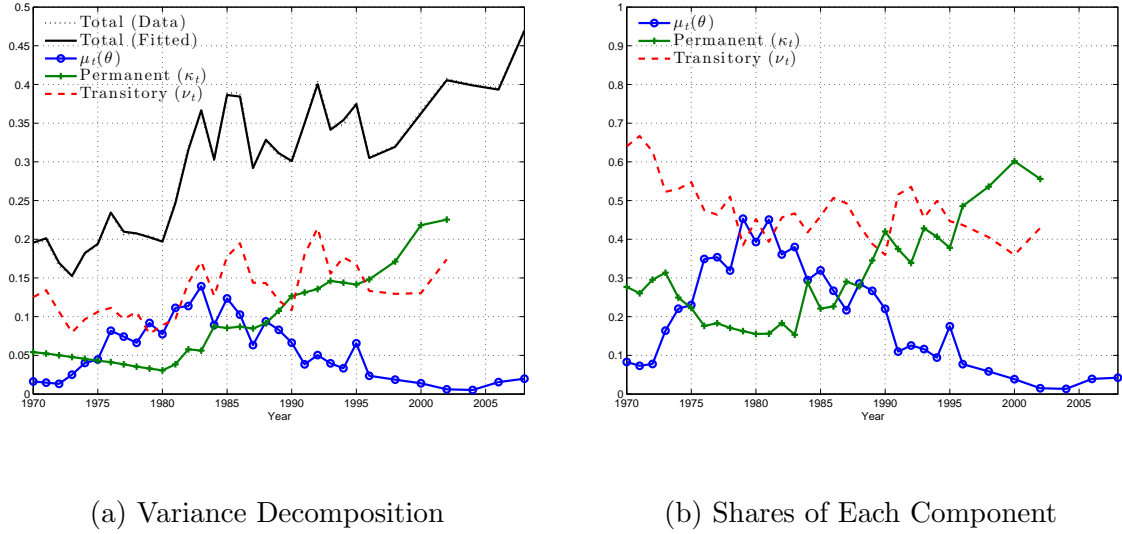 0.5
0.45
0.4
0.35
0.3
0.25
0.2
0.15
0.1
0.05
0
1970 1975 1980 1985 1990 1995 2000 2005
Year
Total (Data)
Total (Fitted)
μt(θ)
Permanent (κt)
Transitory (νt)
(a) Variance Decomposition
1
0.9
0.8
0.7
0.6
0.5
0.4
0.3
0.2
0.1
0
1970 1975 1980 1985 1990 1995 2000 2005
Year
μt(θ)
Permanent (κt)
Transitory (νt)
(b) Shares of Each Component